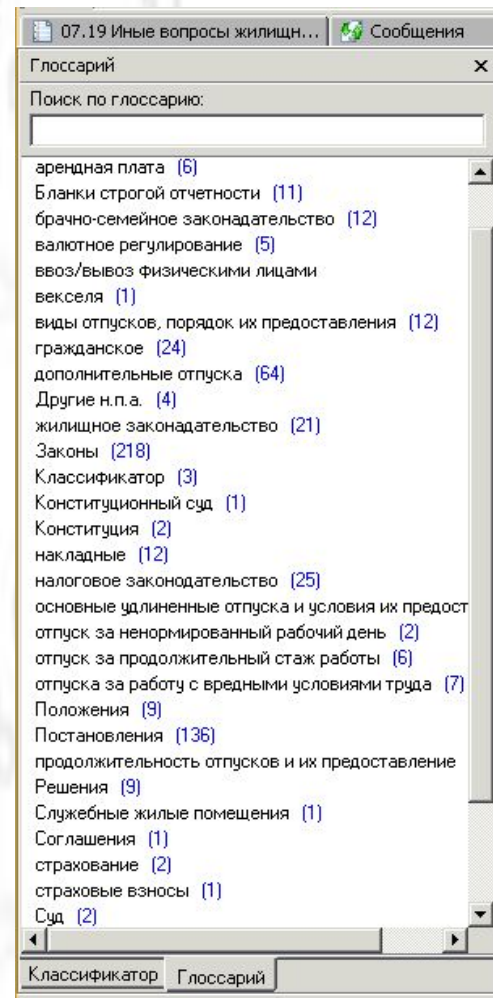 07.19 Иные вопросы жилищн... Сообщения
Глоссарий
Поиск по глоссарию:
арендная плата (6)
Бланки строгой отчетности (11)
брачно-семейное законадательство (12)
валютное регулирование (5)
ввоз/вывоз физическими лицами
векселя (1)
виды отпусков, порядок их предоставления (12)
гражданское (24)
дополнительные отпуска (64)
Другие н.п.а. (4)
жилищное законадательство (21)
Законы (218)
Классификатор (3)
Конституционный суд (1)
Конституция (2)
накладные (12)
налоговое законодательство (25)
основные удлиненные отпуска и условия их предост
отпуск за ненормированный рабочий день (2)
отпуск за продолжительный стаж работы (6)
отпуска за работу с вредными условиями труда (7)
Положения (9)
Постановления (136)
продолжительность отпусков и их предоставление
Решения (9)
Служебные жилые помещения (1)
Соглашения (1)
страхование (2)
страховые взносы (1)
Суд (2)
Классификатор Глоссарий